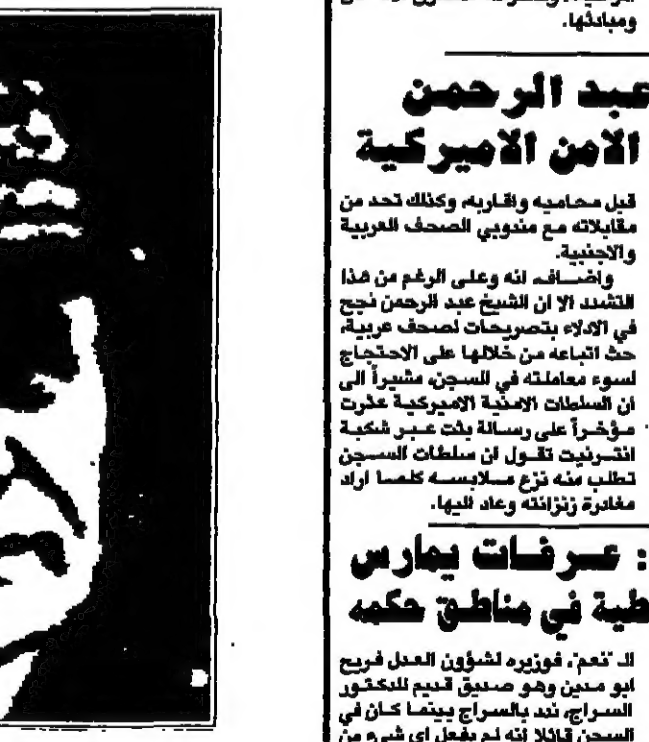 ومبادئها.
عبد الرحمن
الامن الاميركية
قبل محاميه واقاربه، وكذلك تحد من
مقابلاته مع مندوبي الصحف العربية
والاجنبية.
واضاف، انه وعلى الرغم من هذا
التشدد الا ان الشيخ عبد الرحمن نجح
في الادلاء بتصريحات لصحف عربية،
حث اتباعه من خلالها على الاحتجاج
لسوء معاملته في السجن، مشيراً الى
ان السلطات الامنية الاميركية عثرت
مؤخراً على رسالة بثت عبر شكبة
انترنيت تقول ان سلطات السجن
تطلب منه نزع ملابسه كلما اراد
مغادرة زنزانته وعاد اليها.
: عرفات يمارس
طية في مناطق حكمه
الـ "نعم"، فوزيره لشؤون العدل فريح
ابو مدين وهو صديق قديم للدكتور
السراج، ندد بالسراج بينما كان في
السجن قائلا انه لم يفعل اي شيء من